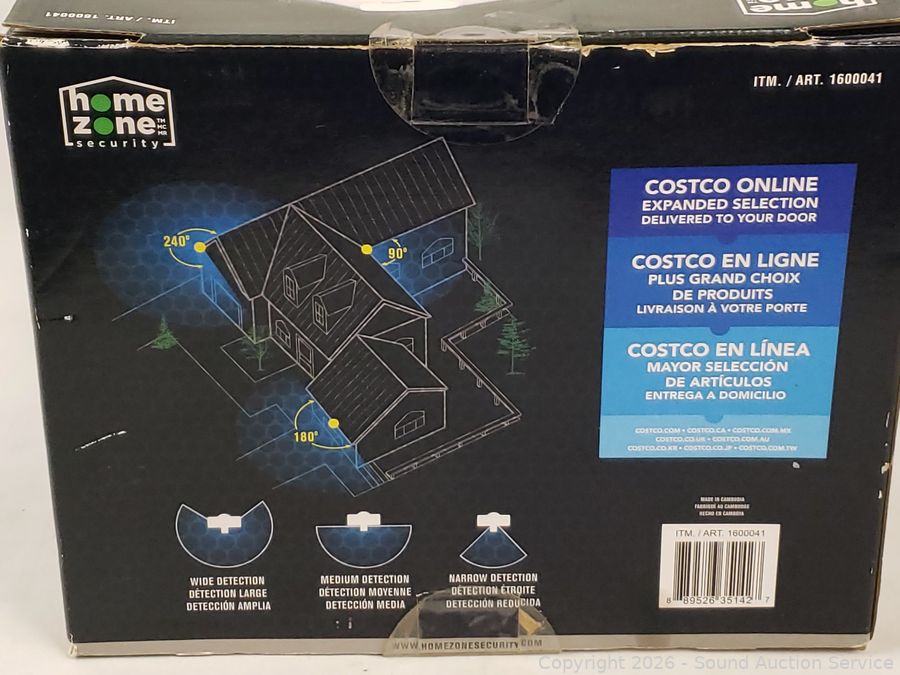 ITM. / ART. 1600041
home
home
zone
TM
MC
MR
security
ITM. / ART. 1600041
240°
90°
180°
COSTCO ONLINE
EXPANDED SELECTION
DELIVERED TO YOUR DOOR
COSTCO EN LIGNE
PLUS GRAND CHOIX
DE PRODUITS
LIVRAISON À VOTRE PORTE
COSTCO EN LÍNEA
MAYOR SELECCIÓN
DE ARTÍCULOS
ENTREGA A DOMICILIO
COSTCO.COM • COSTCO.CA • COSTCO.COM.MX
COSTCO.CO.UK • COSTCO.COM.AU
COSTCO.CO.KR • COSTCO.CO.JP • COSTCO.COM.TW
MADE IN CAMBODIA
FABRIQUÉ AU CAMBODGE
HECHO EN CAMBOIA
ITM. / ART. 1600041
8 89526 35142 7
WIDE DETECTION
DÉTECTION LARGE
DETECCIÓN AMPLIA
MEDIUM DETECTION
DÉTECTION MOYENNE
DETECCIÓN MEDIA
NARROW DETECTION
DÉTECTION ÉTROITE
DETECCIÓN REDUCIDA
WWW.HOMEZONESECURITY.COM
Copyright 2026 - Sound Auction Service